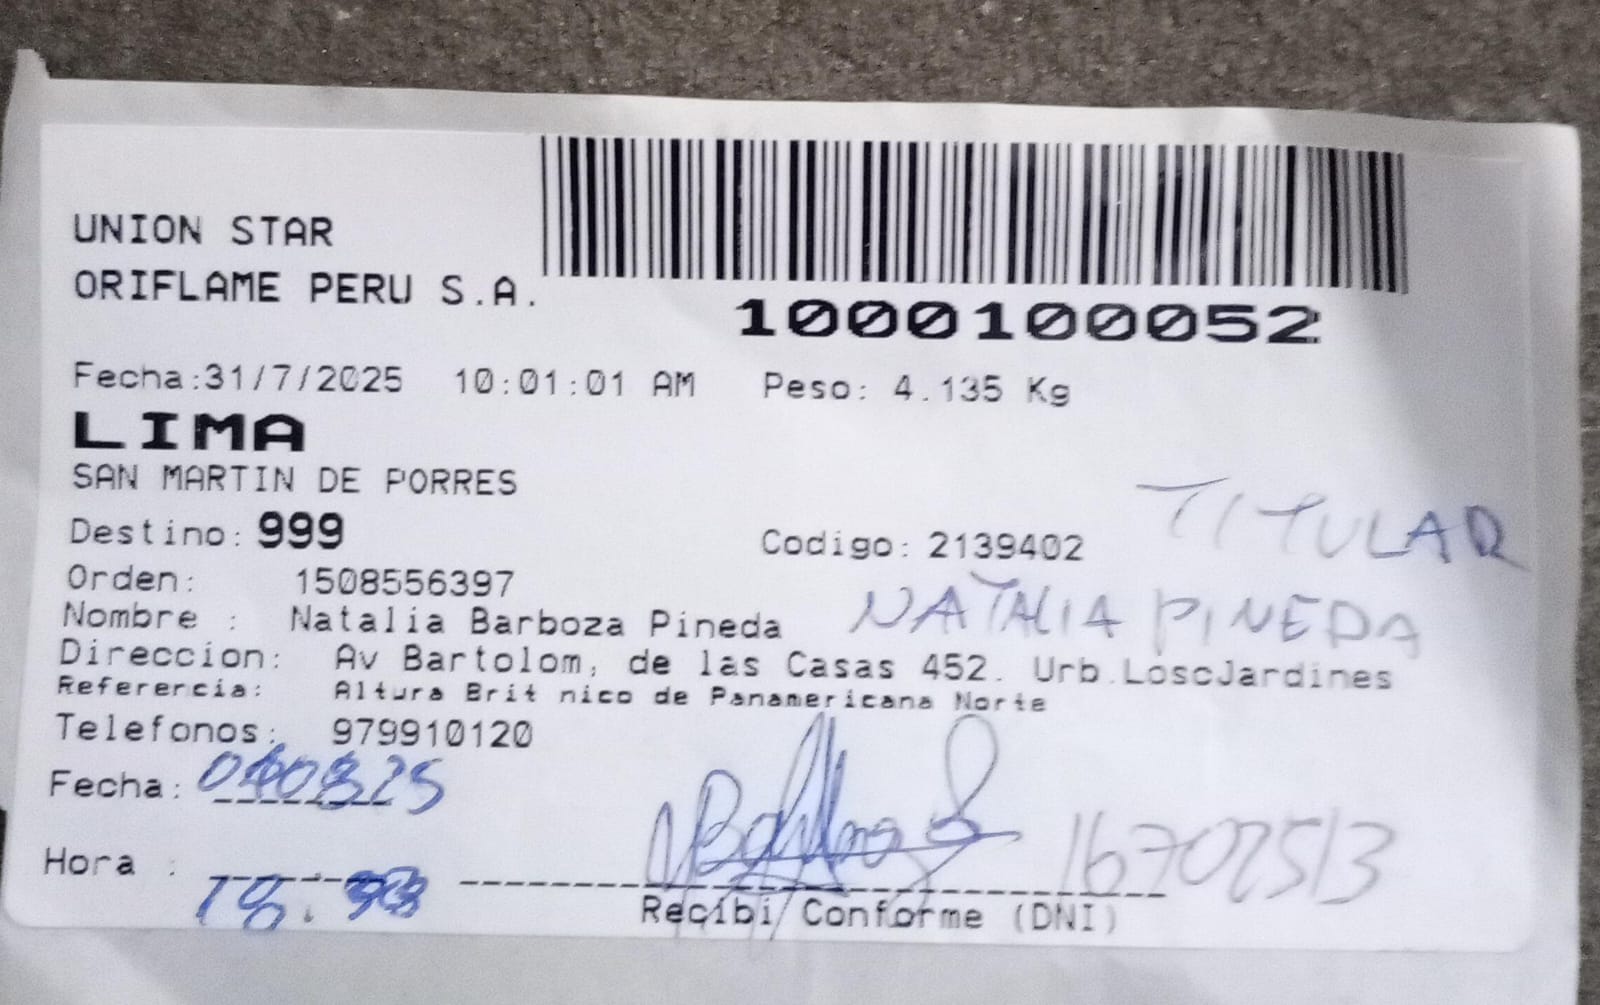 UNION STAR
ORIFLAME PERU S.A.
1000100052
Fecha:31/7/2025 10:01:01 AM Peso: 4.135 Kg
LIMA
SAN MARTIN DE PORRES
Destino: 999 Codigo: 2139402
TITULAR
Orden: 1508556397
Nombre : Natalia Barboza Pineda
NATALIA PINEDA
Direccion: Av Bartolom, de las Casas 452. Urb.LoscJardines
Referercia: Altura Brit nico de Panamericana Norte
Telefonos: 979910120
Fecha:
Hora :
16702513
Recibi Conforme (DNI)